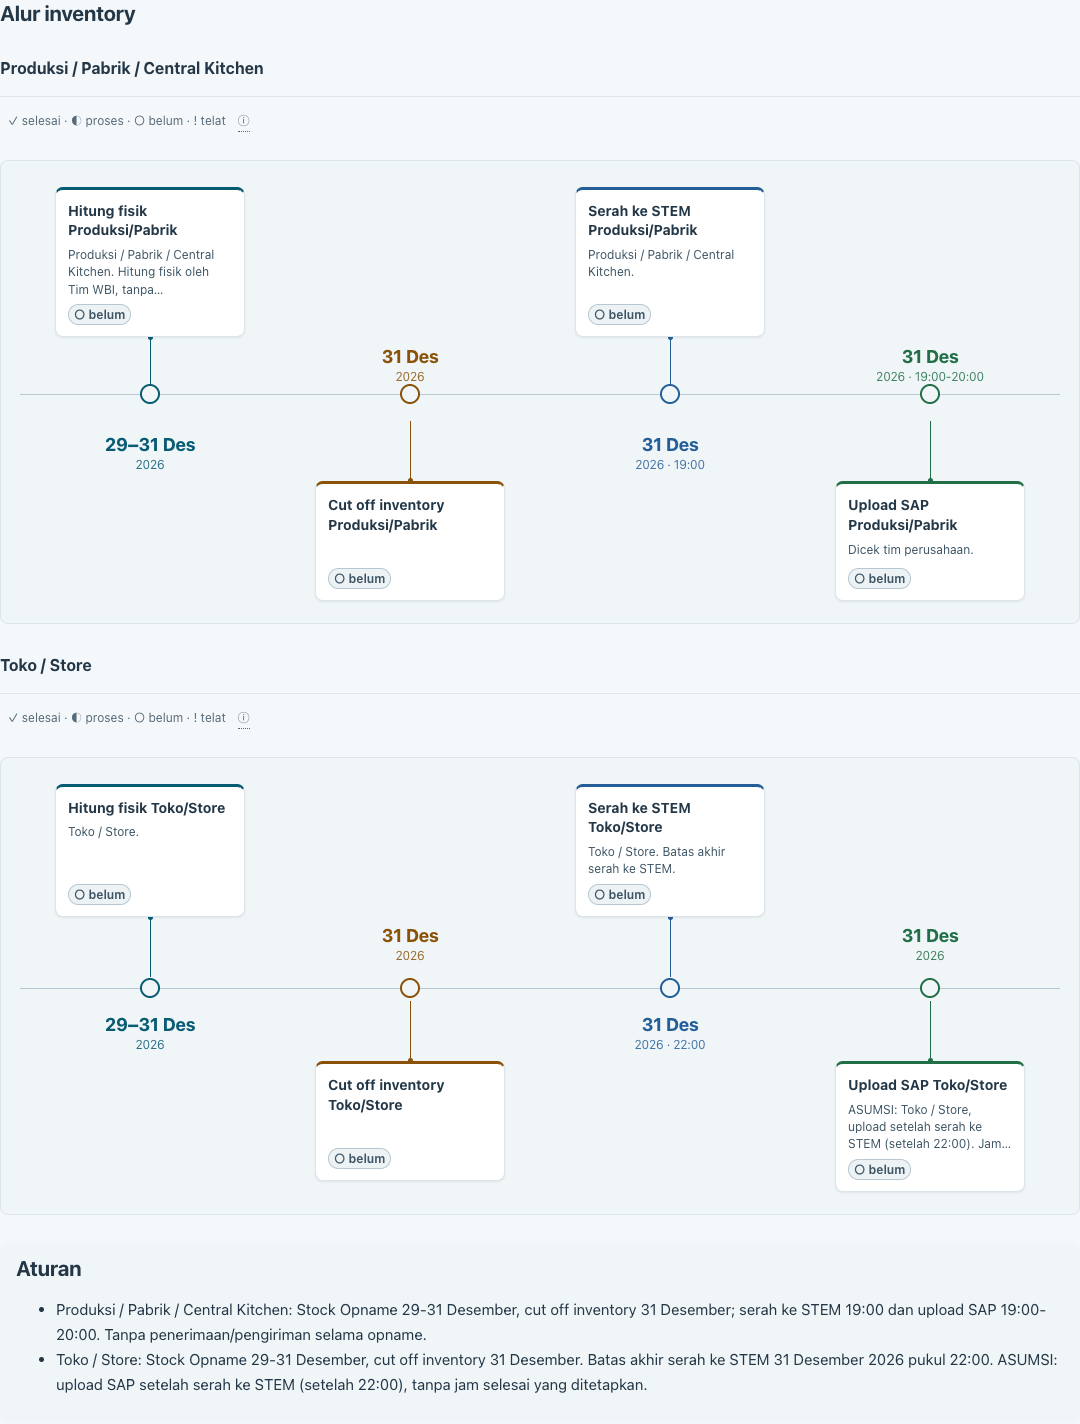 Alur inventory
Produksi / Pabrik / Central Kitchen
✓ selesai · ◐ proses · ○ belum · ! telat ⓘ
Hitung fisik
Produksi/Pabrik
Produksi / Pabrik / Central
Kitchen. Hitung fisik oleh
Tim WBI, tanpa...
○ belum
29–31 Des
2026
31 Des
2026
Cut off inventory
Produksi/Pabrik
○ belum
Serah ke STEM
Produksi/Pabrik
Produksi / Pabrik / Central
Kitchen.
○ belum
31 Des
2026 · 19:00
31 Des
2026 · 19:00-20:00
Upload SAP
Produksi/Pabrik
Dicek tim perusahaan.
○ belum
Toko / Store
✓ selesai · ◐ proses · ○ belum · ! telat ⓘ
Hitung fisik Toko/Store
Toko / Store.
○ belum
29–31 Des
2026
31 Des
2026
Cut off inventory
Toko/Store
○ belum
Serah ke STEM
Toko/Store
Toko / Store. Batas akhir
serah ke STEM.
○ belum
31 Des
2026 · 22:00
31 Des
2026
Upload SAP Toko/Store
ASUMSI: Toko / Store,
upload setelah serah ke
STEM (setelah 22:00). Jam...
○ belum
Aturan
• Produksi / Pabrik / Central Kitchen: Stock Opname 29-31 Desember, cut off inventory 31 Desember; serah ke STEM 19:00 dan upload SAP 19:00-
20:00. Tanpa penerimaan/pengiriman selama opname.
• Toko / Store: Stock Opname 29-31 Desember, cut off inventory 31 Desember. Batas akhir serah ke STEM 31 Desember 2026 pukul 22:00. ASUMSI:
upload SAP setelah serah ke STEM (setelah 22:00), tanpa jam selesai yang ditetapkan.